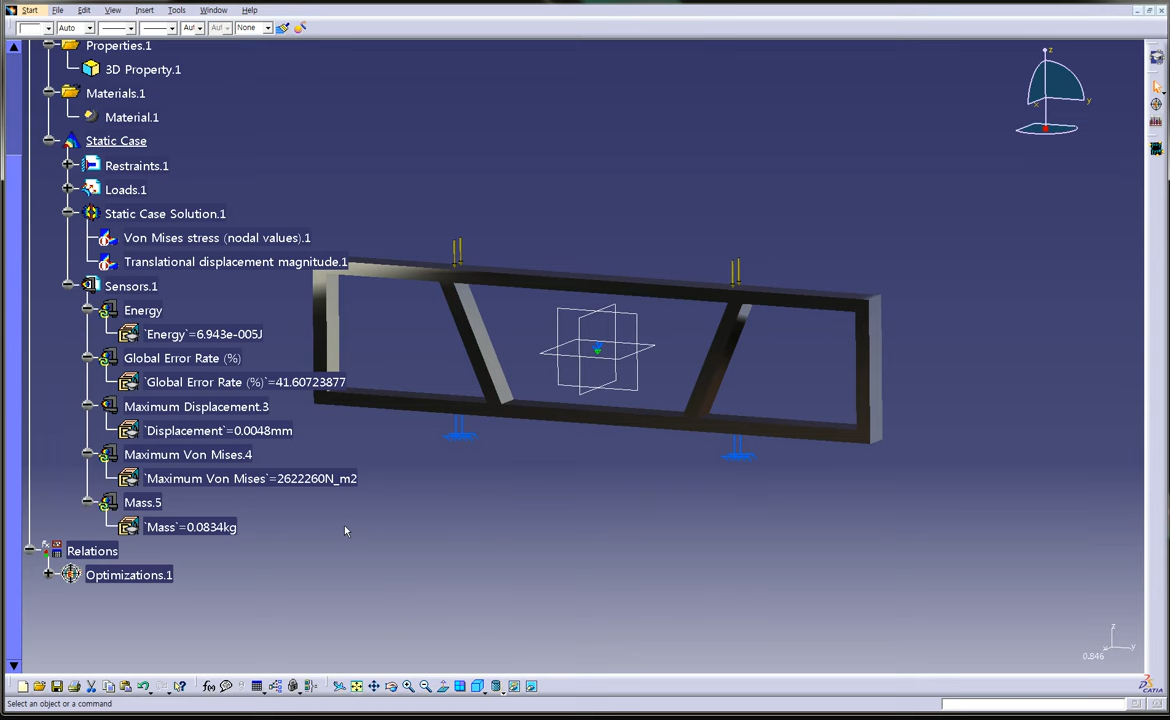 Start File Edit View Insert Tools Window Help
Auto Aut Aut None
Properties.1
3D Property.1
Materials.1
Material.1
Static Case
Restraints.1
Loads.1
Static Case Solution.1
Von Mises stress (nodal values).1
Translational displacement magnitude.1
Sensors.1
Energy
`Energy`=6.943e-005J
Global Error Rate (%)
`Global Error Rate (%)`=41.60723877
Maximum Displacement.3
`Displacement`=0.0048mm
Maximum Von Mises.4
`Maximum Von Mises`=2622260N_m2
Mass.5
`Mass`=0.0834kg
Relations
Optimizations.1
z
y
x
z
y
0.846
f(x)
CATIA
Select an object or a command